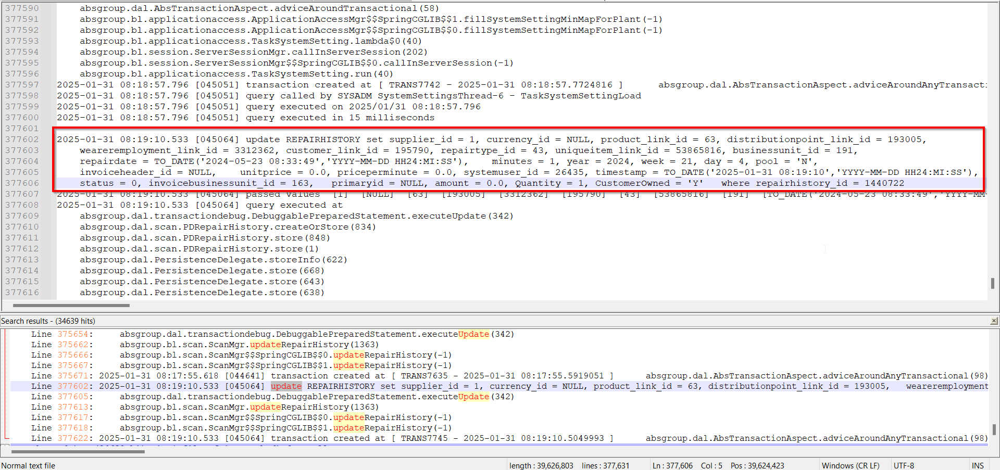 377590 absgroup.dal.AbsTransactionAspect.adviceAroundTransactional(58)
377591 absgroup.bl.applicationaccess.ApplicationAccessMgr$$SpringCGLIB$$1.fillSystemSettingMinMapForPlant(-1)
377592 absgroup.bl.applicationaccess.ApplicationAccessMgr$$SpringCGLIB$$0.fillSystemSettingMinMapForPlant(-1)
377593 absgroup.bl.applicationaccess.TaskSystemSetting.lambda$0(40)
377594 absgroup.bl.session.ServerSessionMgr.callInServerSession(202)
377595 absgroup.bl.session.ServerSessionMgr$$SpringCGLIB$$0.callInServerSession(-1)
377596 absgroup.bl.applicationaccess.TaskSystemSetting.run(40)
377597 2025-01-31 08:18:57.796 [045051] transaction created at [ TRANS7742 - 2025-01-31 08:18:57.7724816 ] absgroup.dal.AbsTransactionAspect.adviceAroundAnyTransacti
377598 2025-01-31 08:18:57.796 [045051] query called by SYSADM SystemSettingsThread-6 - TaskSystemSettingLoad
377599 2025-01-31 08:18:57.796 [045051] query executed on 2025/01/31 08:18:57.796
377600 2025-01-31 08:18:57.796 [045051] query executed in 15 milliseconds
377601
377602 2025-01-31 08:19:10.533 [045064] update REPAIRHISTORY set supplier_id = 1, currency_id = NULL, product_link_id = 63, distributionpoint_link_id = 193005,
377603 weareremployment_link_id = 3312362, customer_link_id = 195790, repairtype_id = 43, uniqueitem_link_id = 53865816, businessunit_id = 191,
377604 repairdate = TO_DATE('2024-05-23 08:33:49','YYYY-MM-DD HH24:MI:SS'), minutes = 1, year = 2024, week = 21, day = 4, pool = 'N',
377605 invoiceheader_id = NULL, unitprice = 0.0, priceperminute = 0.0, systemuser_id = 26435, timestamp = TO_DATE('2025-01-31 08:19:10','YYYY-MM-DD HH24:MI:SS'),
377606 status = 0, invoicebusinessunit_id = 163, primaryid = NULL, amount = 0.0, Quantity = 1, CustomerOwned = 'Y' where repairhistory_id = 1440722
377607 2025-01-31 08:19:10.533 [045064] passed values [1] [NULL] [63] [193005] [3312362] [195790] [43] [53865816] [191] [TO_DATE('2024-05-23 08:33:49','YYYY-MM-
377608 2025-01-31 08:19:10.533 [045064] query executed at
377609 absgroup.dal.transactiondebug.DebuggablePreparedStatement.executeUpdate(342)
377610 absgroup.dal.scan.PDRepairHistory.createOrStore(834)
377611 absgroup.dal.scan.PDRepairHistory.store(848)
377612 absgroup.dal.scan.PDRepairHistory.store(1)
377613 absgroup.dal.PersistenceDelegate.storeInfo(622)
377614 absgroup.dal.PersistenceDelegate.store(668)
377615 absgroup.dal.PersistenceDelegate.store(643)
377616 absgroup.dal.PersistenceDelegate.store(638)
Search results - (34639 hits)
Line 375654: absgroup.dal.transactiondebug.DebuggablePreparedStatement.executeUpdate(342)
Line 375662: absgroup.bl.scan.ScanMgr.updateRepairHistory(1363)
Line 375666: absgroup.bl.scan.ScanMgr$$SpringCGLIB$$0.updateRepairHistory(-1)
Line 375667: absgroup.bl.scan.ScanMgr$$SpringCGLIB$$1.updateRepairHistory(-1)
Line 375671: 2025-01-31 08:17:55.618 [044641] transaction created at [ TRANS7635 - 2025-01-31 08:17:55.5919051 ] absgroup.dal.AbsTransactionAspect.adviceAroundAnyTransactional(98)
Line 377602: 2025-01-31 08:19:10.533 [045064] update REPAIRHISTORY set supplier_id = 1, currency_id = NULL, product_link_id = 63, distributionpoint_link_id = 193005, weareremployment
Line 377605: absgroup.dal.transactiondebug.DebuggablePreparedStatement.executeUpdate(342)
Line 377613: absgroup.bl.scan.ScanMgr.updateRepairHistory(1363)
Line 377617: absgroup.bl.scan.ScanMgr$$SpringCGLIB$$0.updateRepairHistory(-1)
Line 377618: absgroup.bl.scan.ScanMgr$$SpringCGLIB$$1.updateRepairHistory(-1)
Line 377622: 2025-01-31 08:19:10.533 [045064] transaction created at [ TRANS7745 - 2025-01-31 08:19:10.5049993 ] absgroup.dal.AbsTransactionAspect.adviceAroundAnyTransactional(98)
Normal text file length : 39,626,803 lines : 377,631 Ln : 377,606 Col : 5 Pos : 39,624,423 Windows (CR LF) UTF-8 INS